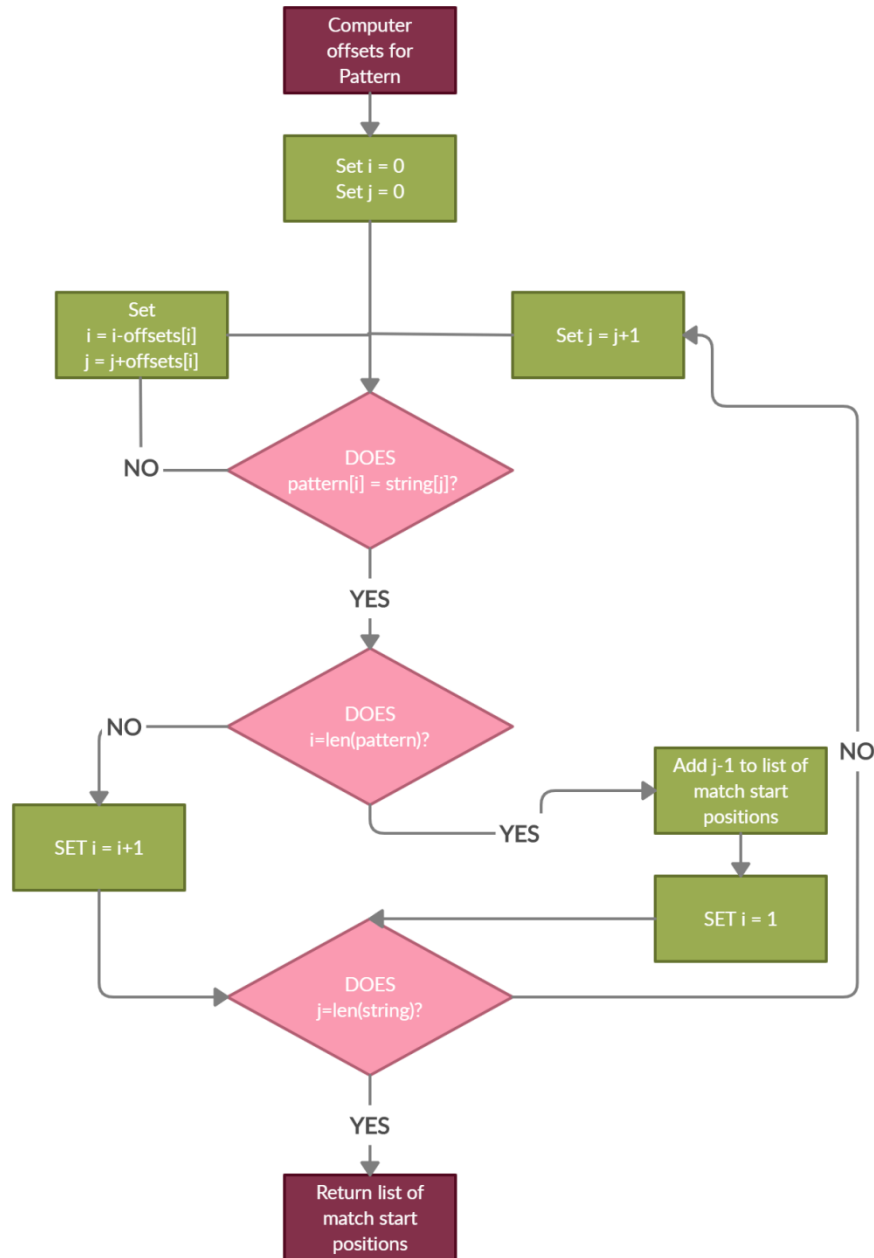 Computer
offsets for
Pattern
Set i = 0
Set j = 0
Set
i = i-offsets[i]
j = j+offsets[i]
Set j = j+1
DOES
pattern[i] = string[j]?
NO
YES
DOES
i=len(pattern)?
NO
YES
Add j-1 to list of
match start
positions
NO
SET i = i+1
SET i = 1
DOES
j=len(string)?
YES
Return list of
match start
positions